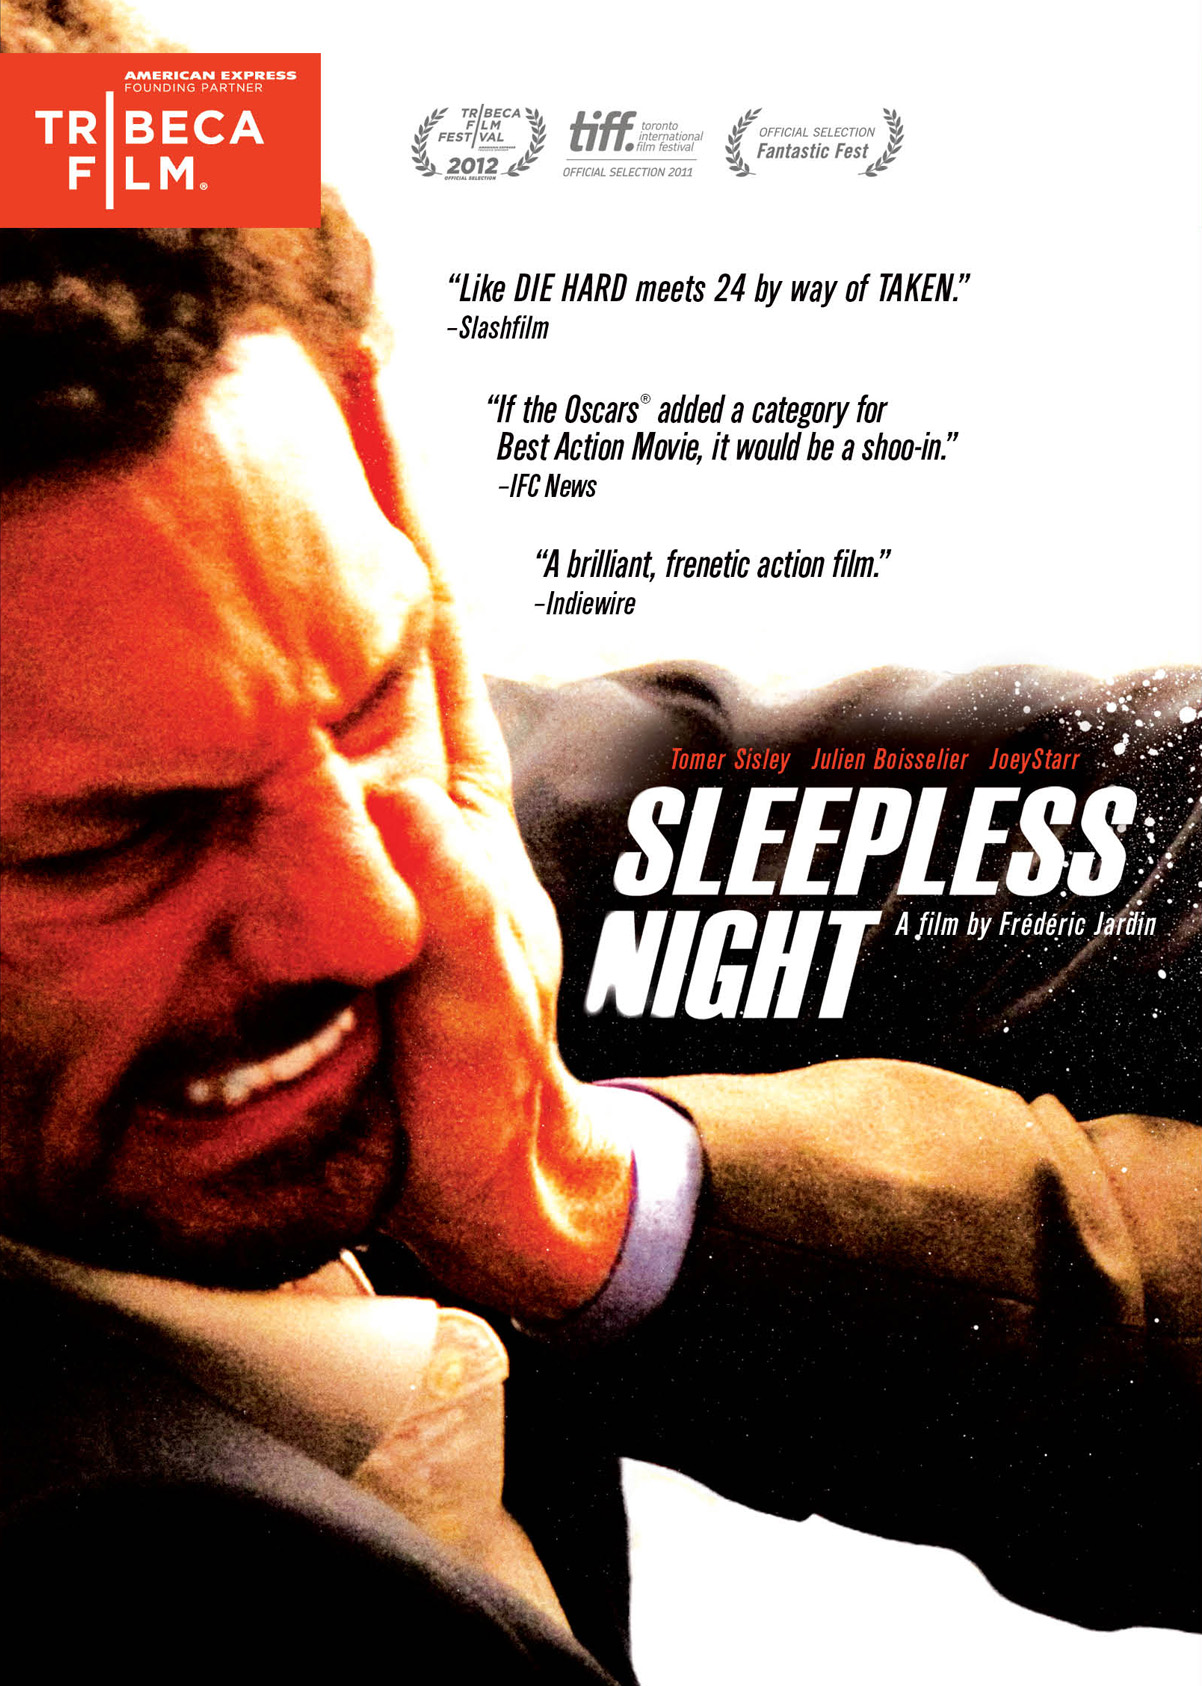 AMERICAN EXPRESS
FOUNDING PARTNER
TRIBECA
FILM®
TRIBECA
FILM
FESTIVAL
2012
OFFICIAL SELECTION
tiff.
toronto
international
film festival
OFFICIAL SELECTION 2011
OFFICIAL SELECTION
Fantastic Fest
“Like DIE HARD meets 24 by way of TAKEN.”
–Slashfilm
“If the Oscars® added a category for
Best Action Movie, it would be a shoo-in.”
–IFC News
“A brilliant, frenetic action film.”
–Indiewire
Tomer Sisley Julien Boisselier JoeyStarr
SLEEPLESS
NIGHT
A film by Frédéric Jardin